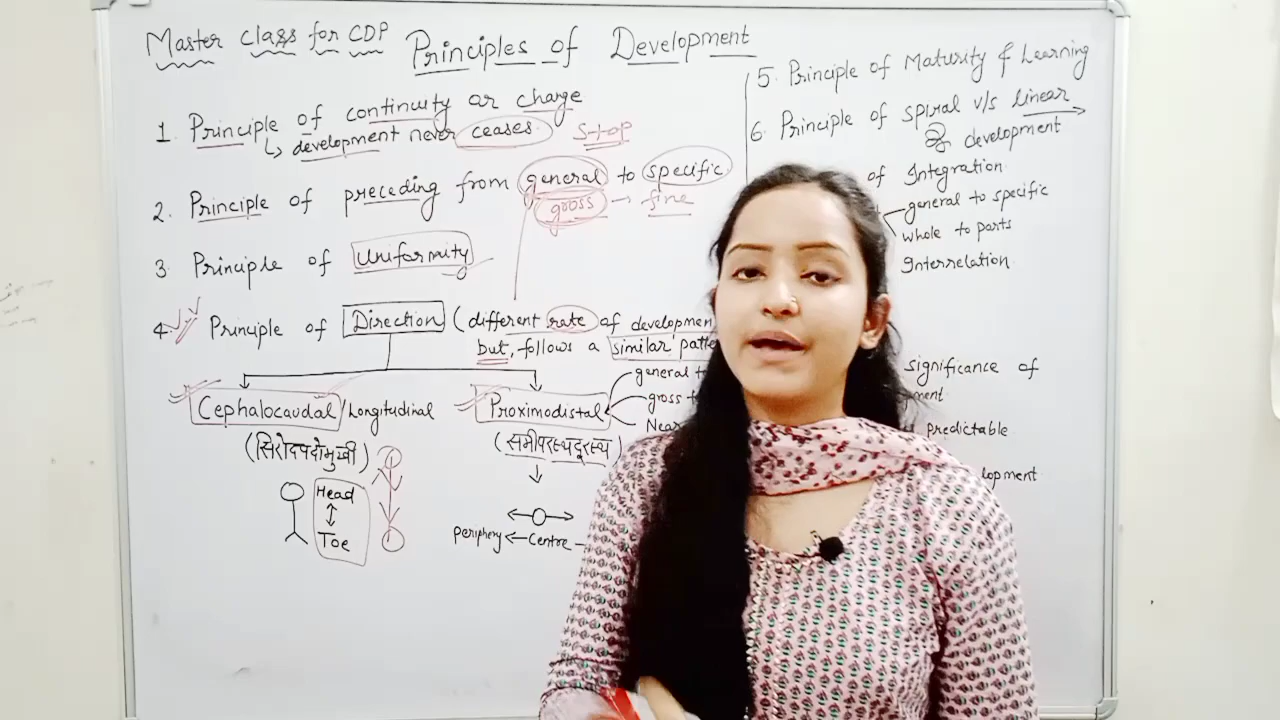 Master class for CDP
Principles of Development
1. Principle of continuity or change
↳ development never ceases. STOP
2. Principle of preceding from general to specific
gross → fine
3. Principle of Uniformity
4. Principle of Direction (different rate of developmen
but, follows a similar patte
Cephalocaudal/Longitudinal
(सिरोपदोमुखी)
Head
↕
Toe
Proximodistal
general t
gross t
Near
(समीपस्थदूरस्थ)
Periphery ← Centre –
5. Principle of Maturity & Learning
6. Principle of spiral v/s linear
development
of Integration
general to specific
whole to parts
Interrelation
significance of
ment
predictable
lopment